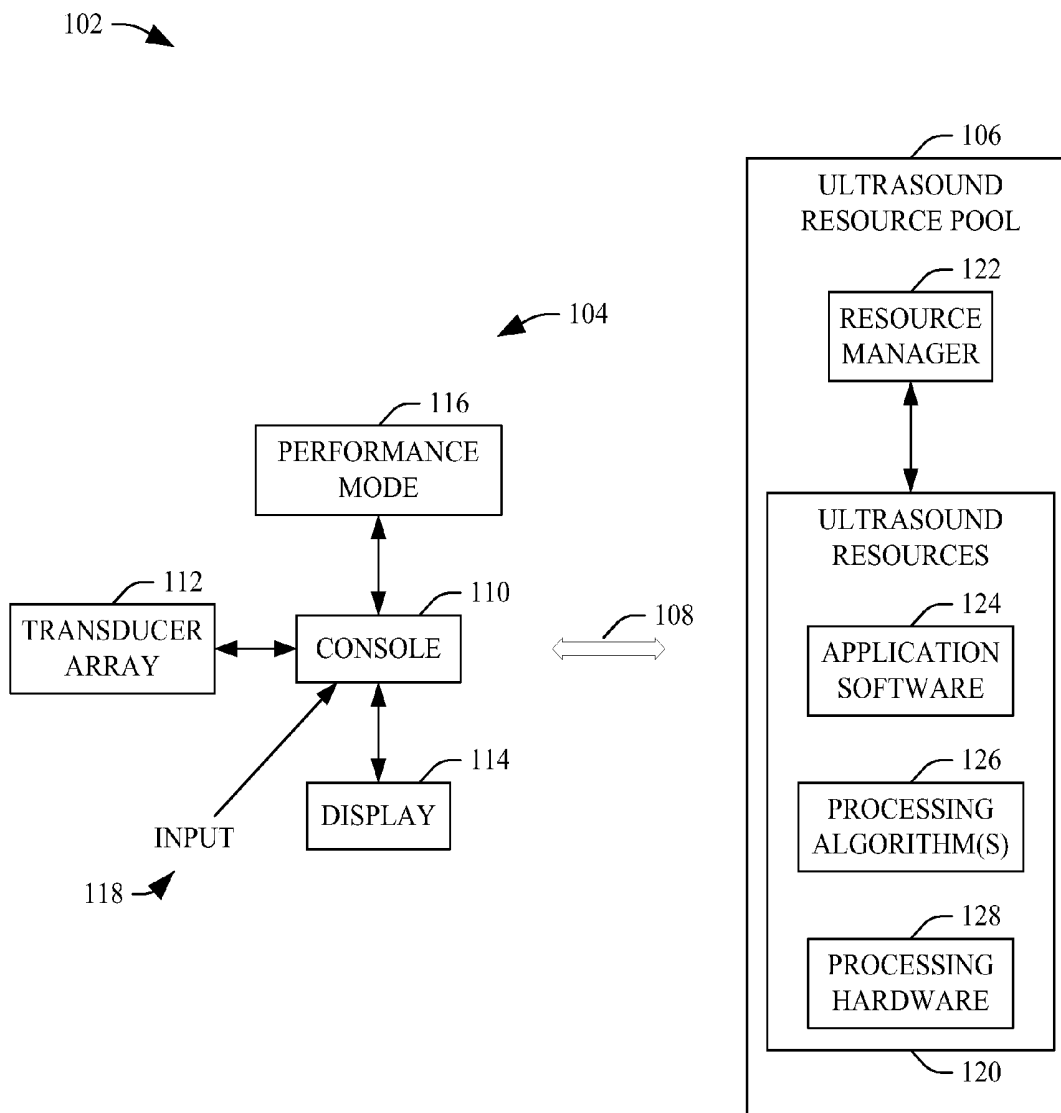 102
106
ULTRASOUND
RESOURCE POOL
122
RESOURCE
MANAGER
104
116
PERFORMANCE
MODE
ULTRASOUND
RESOURCES
112
TRANSDUCER
ARRAY
110
CONSOLE
108
124
APPLICATION
SOFTWARE
114
DISPLAY
INPUT
118
126
PROCESSING
ALGORITHM(S)
128
PROCESSING
HARDWARE
120